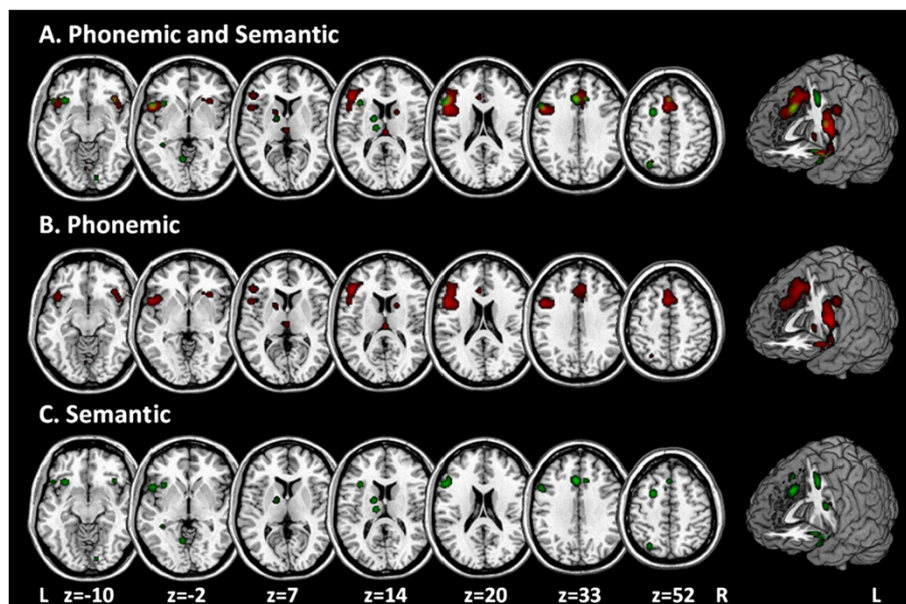 A. Phonemic and Semantic
B. Phonemic
C. Semantic
L z=-10 z=-2 z=7 z=14 z=20 z=33 z=52 R L